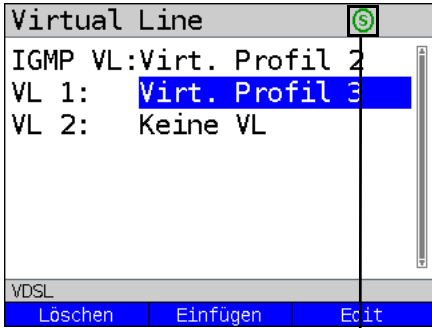 Virtual Line S
IGMP VL:Virt. Profil 2
VL 1: Virt. Profil 3
VL 2: Keine VL
VDSL
Löschen Einfügen Edit